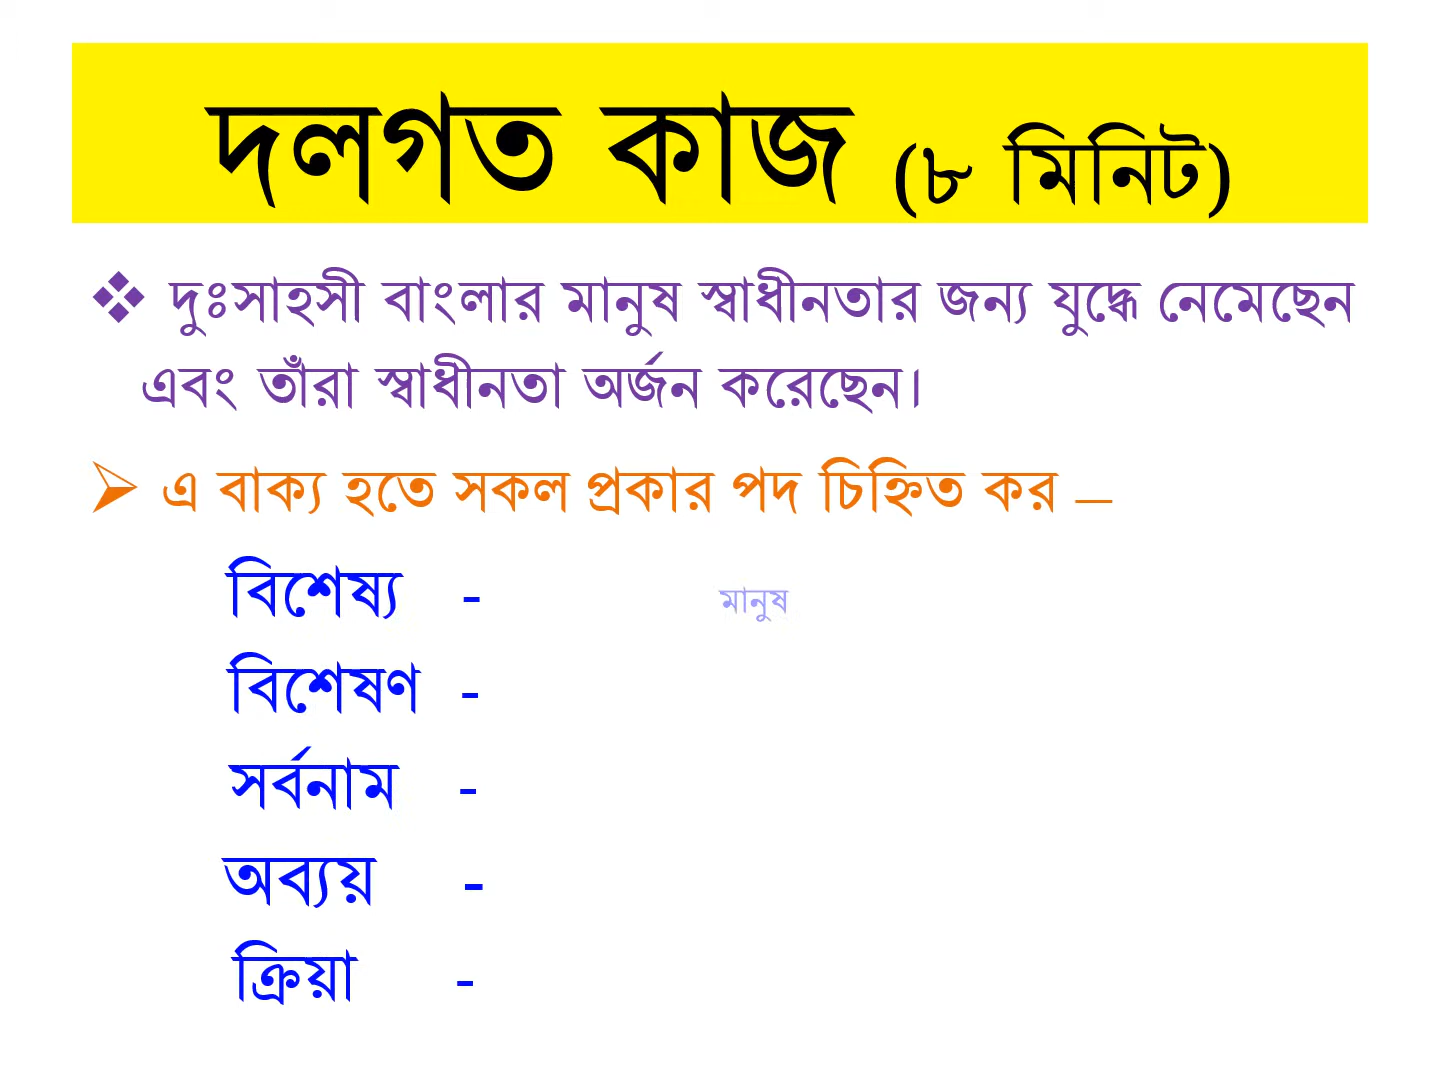 দলগত কাজ (৮ মিনিট)
❖ দুঃসাহসী বাংলার মানুষ স্বাধীনতার জন্য যুদ্ধে নেমেছেন
এবং তাঁরা স্বাধীনতা অর্জন করেছেন।
➢ এ বাক্য হতে সকল প্রকার পদ চিহ্নিত কর –
বিশেষ্য - মানুষ
বিশেষণ -
সর্বনাম -
অব্যয় -
ক্রিয়া -